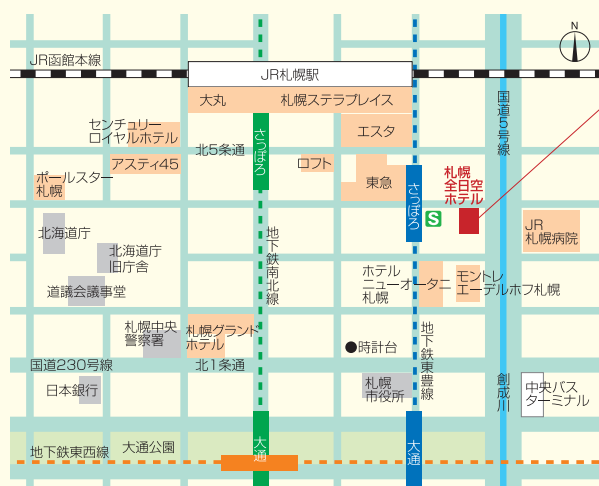 N
JR函館本線
JR札幌駅
大丸
札幌ステラプレイス
国道5号線
センチュリー
ロイヤルホテル
さっぽろ
エスタ
北5条通
アスティ45
ロフト
札幌
全日空
ホテル
ポールスター
札幌
東急
さっぽろ
S
JR
札幌病院
北海道庁
地下鉄南北線
北海道庁
旧庁舎
道議会議事堂
ホテル
ニューオータニ
札幌
モントレ
エーデルホフ札幌
札幌中央
警察署
札幌グランド
ホテル
地下鉄東豊線
時計台
国道230号線
北1条通
日本銀行
札幌
市役所
創成川
中央バス
ターミナル
大通公園
地下鉄東西線
大通
大通